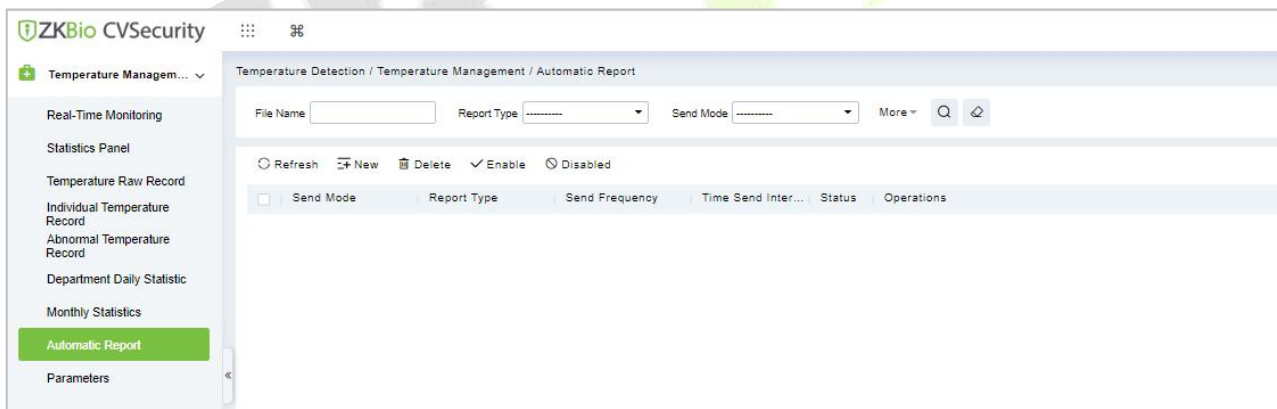 ZKBio CVSecurity
Temperature Managem...
Temperature Detection / Temperature Management / Automatic Report
Real-Time Monitoring
Statistics Panel
Temperature Raw Record
Individual Temperature
Record
Abnormal Temperature
Record
Department Daily Statistic
Monthly Statistics
Automatic Report
Parameters
File Name Report Type ---------- Send Mode ---------- More
Refresh New Delete Enable Disabled
Send Mode Report Type Send Frequency Time Send Inter... Status Operations